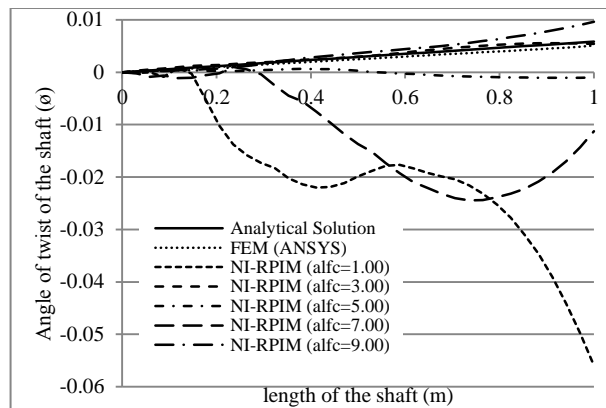 0.01
0
-0.01
-0.02
-0.03
-0.04
-0.05
-0.06
0 0.2 0.4 0.6 0.8 1
Angle of twist of the shaft (ø)
length of the shaft (m)
Analytical Solution
FEM (ANSYS)
NI-RPIM (alfc=1.00)
NI-RPIM (alfc=3.00)
NI-RPIM (alfc=5.00)
NI-RPIM (alfc=7.00)
NI-RPIM (alfc=9.00)